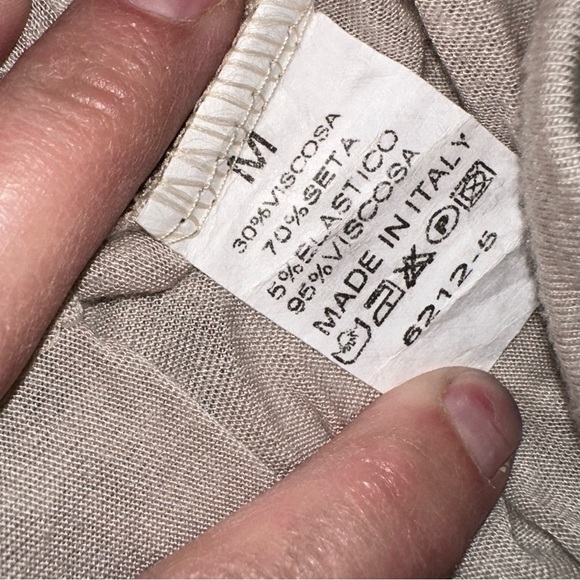 M
30%VISCOSA
70%SETA
5%ELASTICO
95%VISCOSA
MADE IN ITALY
P
6212-5